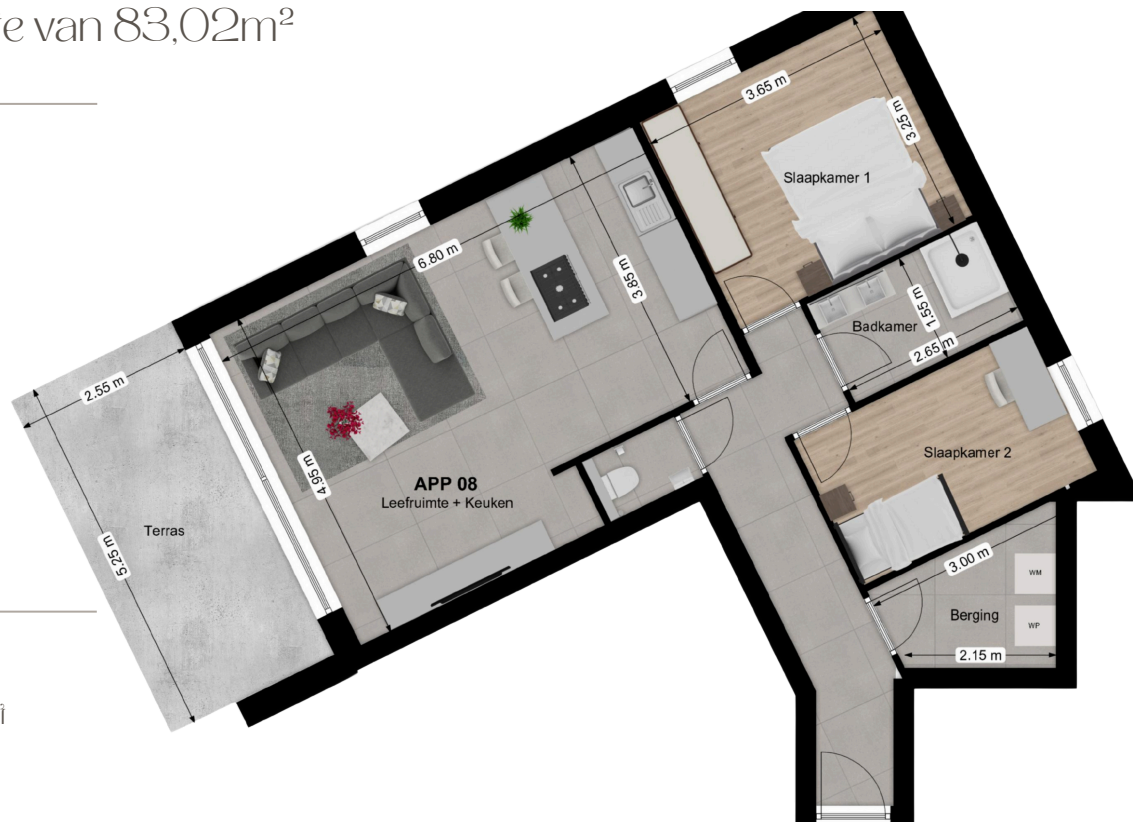 van 83,02m²
3.65 m
3.25 m
Slaapkamer 1
6.80 m
3.85 m
1.55 m
Badkamer
2.65 m
2.55 m
4.95 m
APP 08
Leefruimte + Keuken
Slaapkamer 2
Terras
5.25 m
3.00 m
WM
Berging
WP
2.15 m